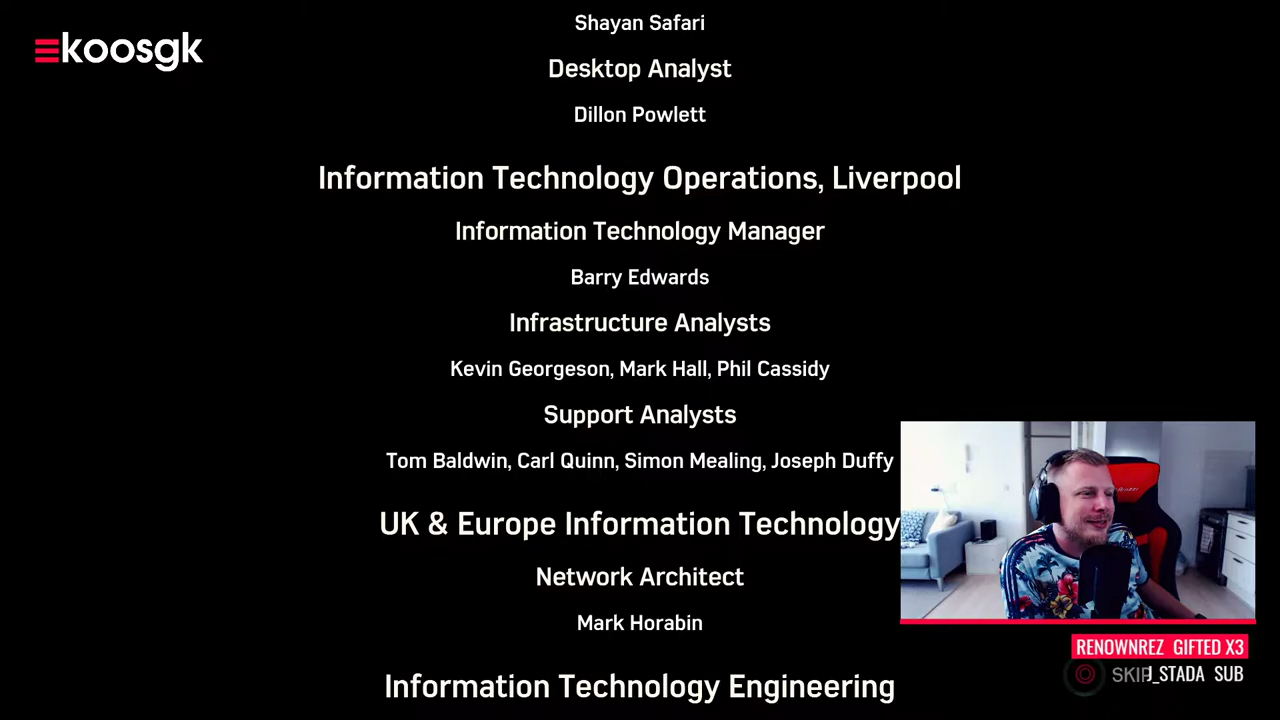 koosgk
Shayan Safari
Desktop Analyst
Dillon Powlett
Information Technology Operations, Liverpool
Information Technology Manager
Barry Edwards
Infrastructure Analysts
Kevin Georgeson, Mark Hall, Phil Cassidy
Support Analysts
Tom Baldwin, Carl Quinn, Simon Mealing, Joseph Duffy
UK & Europe Information Technology
Network Architect
Mark Horabin
Information Technology Engineering
RENOWNREZ GIFTED X3
SKIP
J_STADA SUB